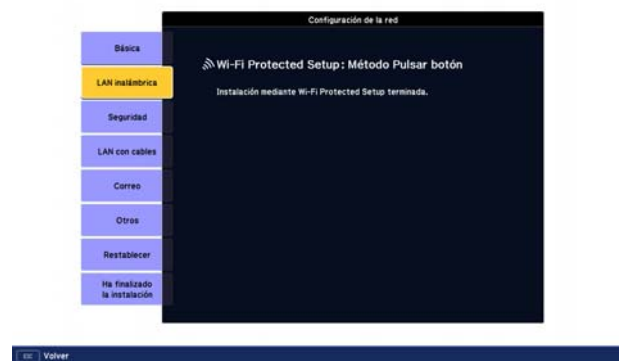 Configuración de la red
Básica
LAN inalámbrica
Seguridad
LAN con cables
Correo
Otros
Restablecer
Ha finalizado
la instalación
Wi-Fi Protected Setup: Método Pulsar botón
Instalación mediante Wi-Fi Protected Setup terminada.
Esc Volver